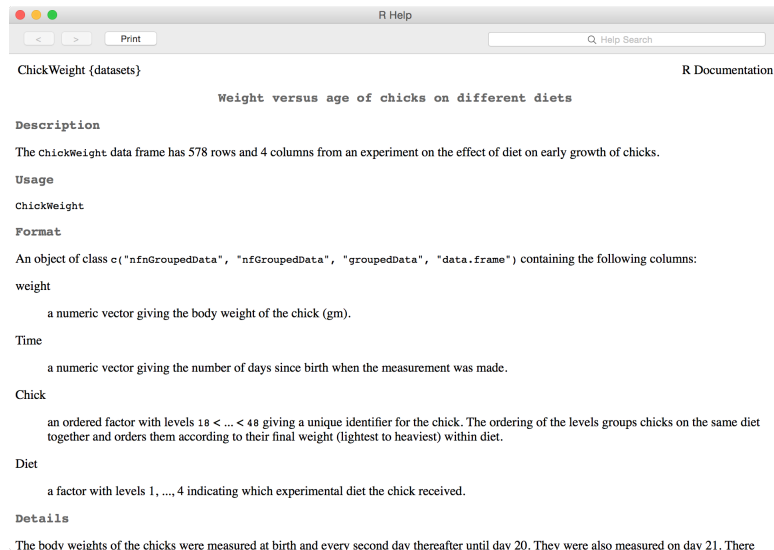 R Help
< > Print Help Search
ChickWeight {datasets} R Documentation
Weight versus age of chicks on different diets
Description
The ChickWeight data frame has 578 rows and 4 columns from an experiment on the effect of diet on early growth of chicks.
Usage
ChickWeight
Format
An object of class c("nfnGroupedData", "nfGroupedData", "groupedData", "data.frame") containing the following columns:
weight
a numeric vector giving the body weight of the chick (gm).
Time
a numeric vector giving the number of days since birth when the measurement was made.
Chick
an ordered factor with levels 18 < ... < 48 giving a unique identifier for the chick. The ordering of the levels groups chicks on the same diet
together and orders them according to their final weight (lightest to heaviest) within diet.
Diet
a factor with levels 1, ..., 4 indicating which experimental diet the chick received.
Details
The body weights of the chicks were measured at birth and every second day thereafter until day 20. They were also measured on day 21. There